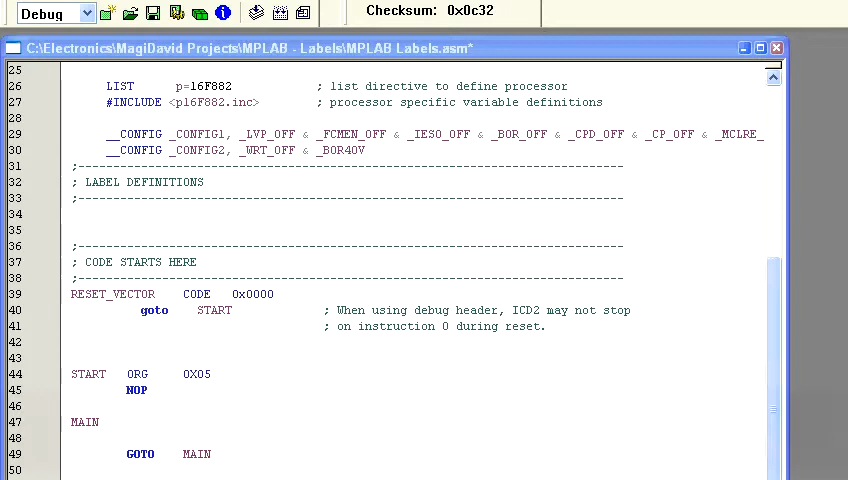 Debug
Checksum: 0x0c32
C:\Electronics\MagiDavid Projects\MPLAB - Labels\MPLAB Labels.asm*
25
26 LIST p=16F882 ; list directive to define processor
27 #INCLUDE <p16F882.inc> ; processor specific variable definitions
28
29 __CONFIG _CONFIG1, _LVP_OFF & _FCMEN_OFF & _IESO_OFF & _BOR_OFF & _CPD_OFF & _CP_OFF & _MCLRE_
30 __CONFIG _CONFIG2, _WRT_OFF & _BOR40V
31 ;------------------------------------------------------------------------------
32 ; LABEL DEFINITIONS
33 ;------------------------------------------------------------------------------
34
35
36 ;------------------------------------------------------------------------------
37 ; CODE STARTS HERE
38 ;------------------------------------------------------------------------------
39 RESET_VECTOR CODE 0x0000
40 goto START ; When using debug header, ICD2 may not stop
41 ; on instruction 0 during reset.
42
43
44 START ORG 0X05
45 NOP
46
47 MAIN
48
49 GOTO MAIN
50